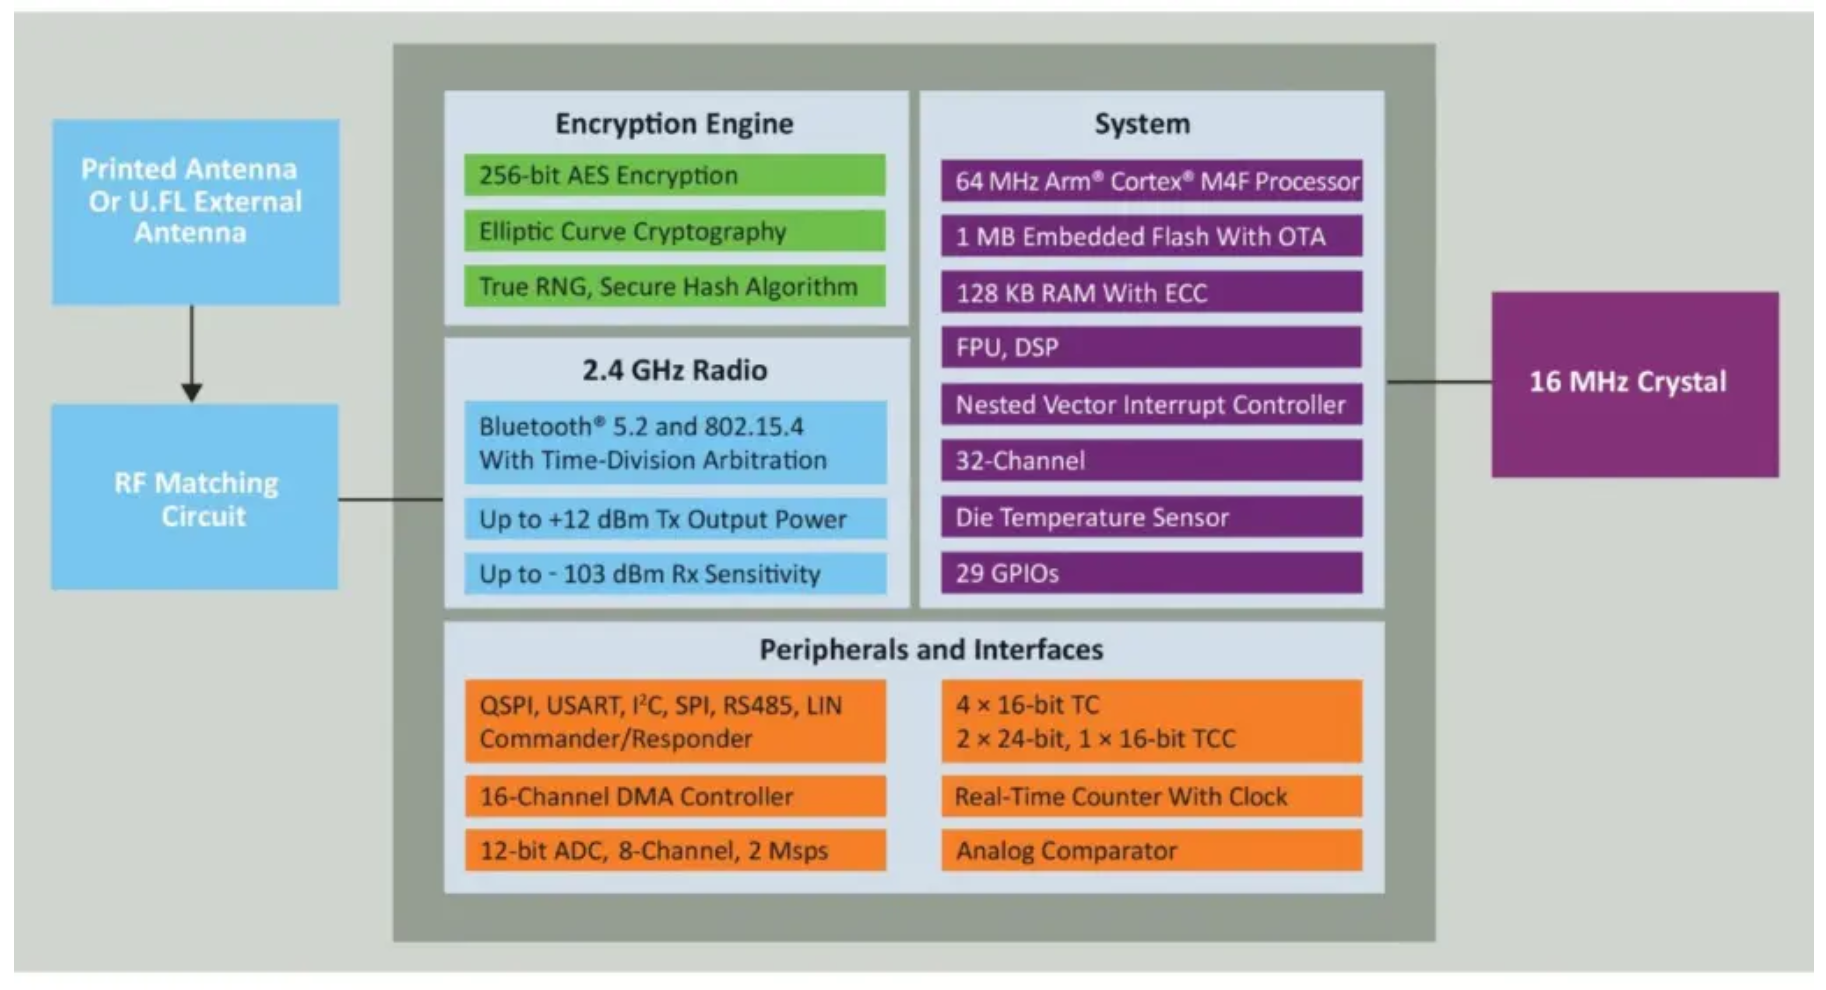 Printed Antenna
Or U.FL External
Antenna
RF Matching
Circuit
Encryption Engine
256-bit AES Encryption
Elliptic Curve Cryptography
True RNG, Secure Hash Algorithm
2.4 GHz Radio
Bluetooth® 5.2 and 802.15.4
With Time-Division Arbitration
Up to +12 dBm Tx Output Power
Up to - 103 dBm Rx Sensitivity
System
64 MHz Arm® Cortex® M4F Processor
1 MB Embedded Flash With OTA
128 KB RAM With ECC
FPU, DSP
Nested Vector Interrupt Controller
32-Channel
Die Temperature Sensor
29 GPIOs
Peripherals and Interfaces
QSPI, USART, I²C, SPI, RS485, LIN
Commander/Responder
16-Channel DMA Controller
12-bit ADC, 8-Channel, 2 Msps
4 × 16-bit TC
2 × 24-bit, 1 × 16-bit TCC
Real-Time Counter With Clock
Analog Comparator
16 MHz Crystal